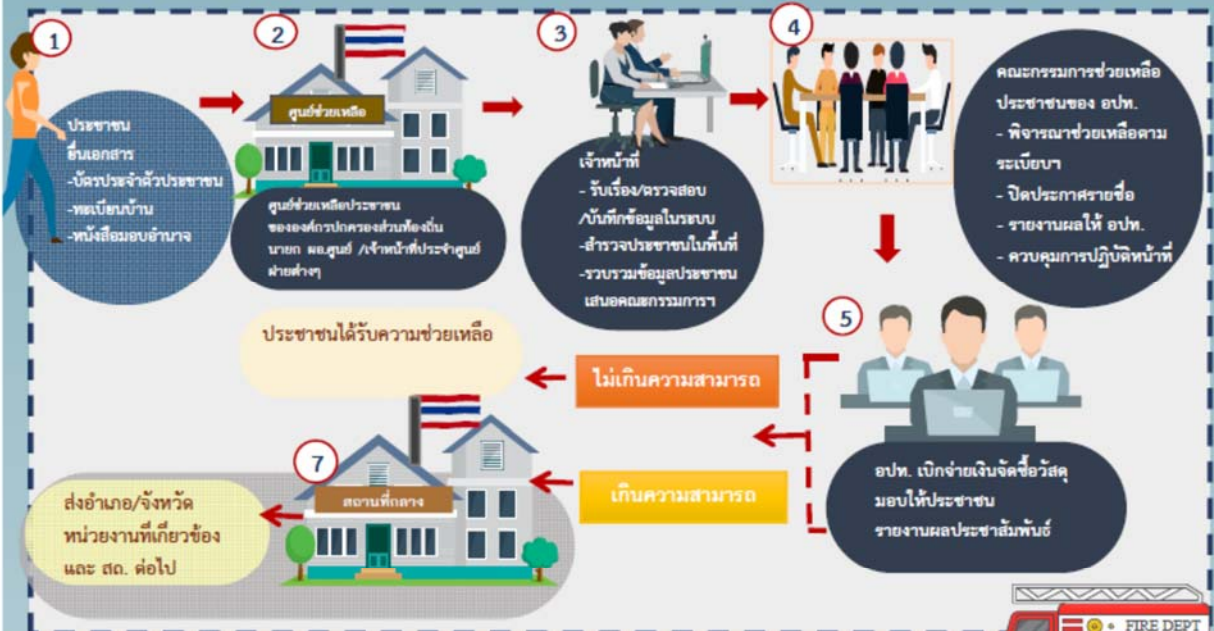 1
ประชาชน
ยื่นเอกสาร
-บัตรประจำตัวประชาชน
-ทะเบียนบ้าน
-หนังสือมอบอำนาจ
2
ศูนย์ช่วยเหลือ
ศูนย์ช่วยเหลือประชาชน
ขององค์กรปกครองส่วนท้องถิ่น
นายก ผอ.ศูนย์ /เจ้าหน้าที่ประจำศูนย์
ฝ่ายต่างๆ
3
เจ้าหน้าที่
- รับเรื่อง/ตรวจสอบ
/บันทึกข้อมูลในระบบ
-สำรวจประชาชนในพื้นที่
-รวบรวมข้อมูลประชาชน
เสนอคณะกรรมการฯ
4
คณะกรรมการช่วยเหลือ
ประชาชนของ อปท.
- พิจารณาช่วยเหลือตาม
ระเบียบฯ
- ปิดประกาศรายชื่อ
- รายงานผลให้ อปท.
- ควบคุมการปฏิบัติหน้าที่
5
อปท. เบิกจ่ายเงินจัดซื้อวัสดุ
มอบให้ประชาชน
รายงานผลประชาสัมพันธ์
ไม่เกินความสามารถ
ประชาชนได้รับความช่วยเหลือ
เกินความสามารถ
7
สถานที่กลาง
ส่งอำเภอ/จังหวัด
หน่วยงานที่เกี่ยวข้อง
และ สถ. ต่อไป
FIRE DEPT